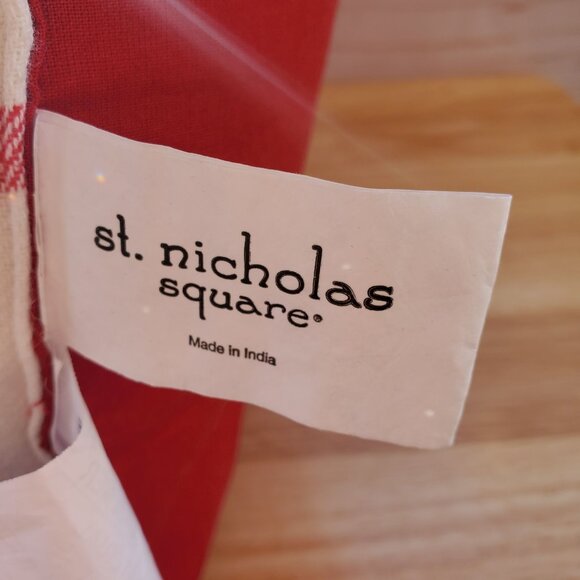 st. nicholas
square®
Made in India